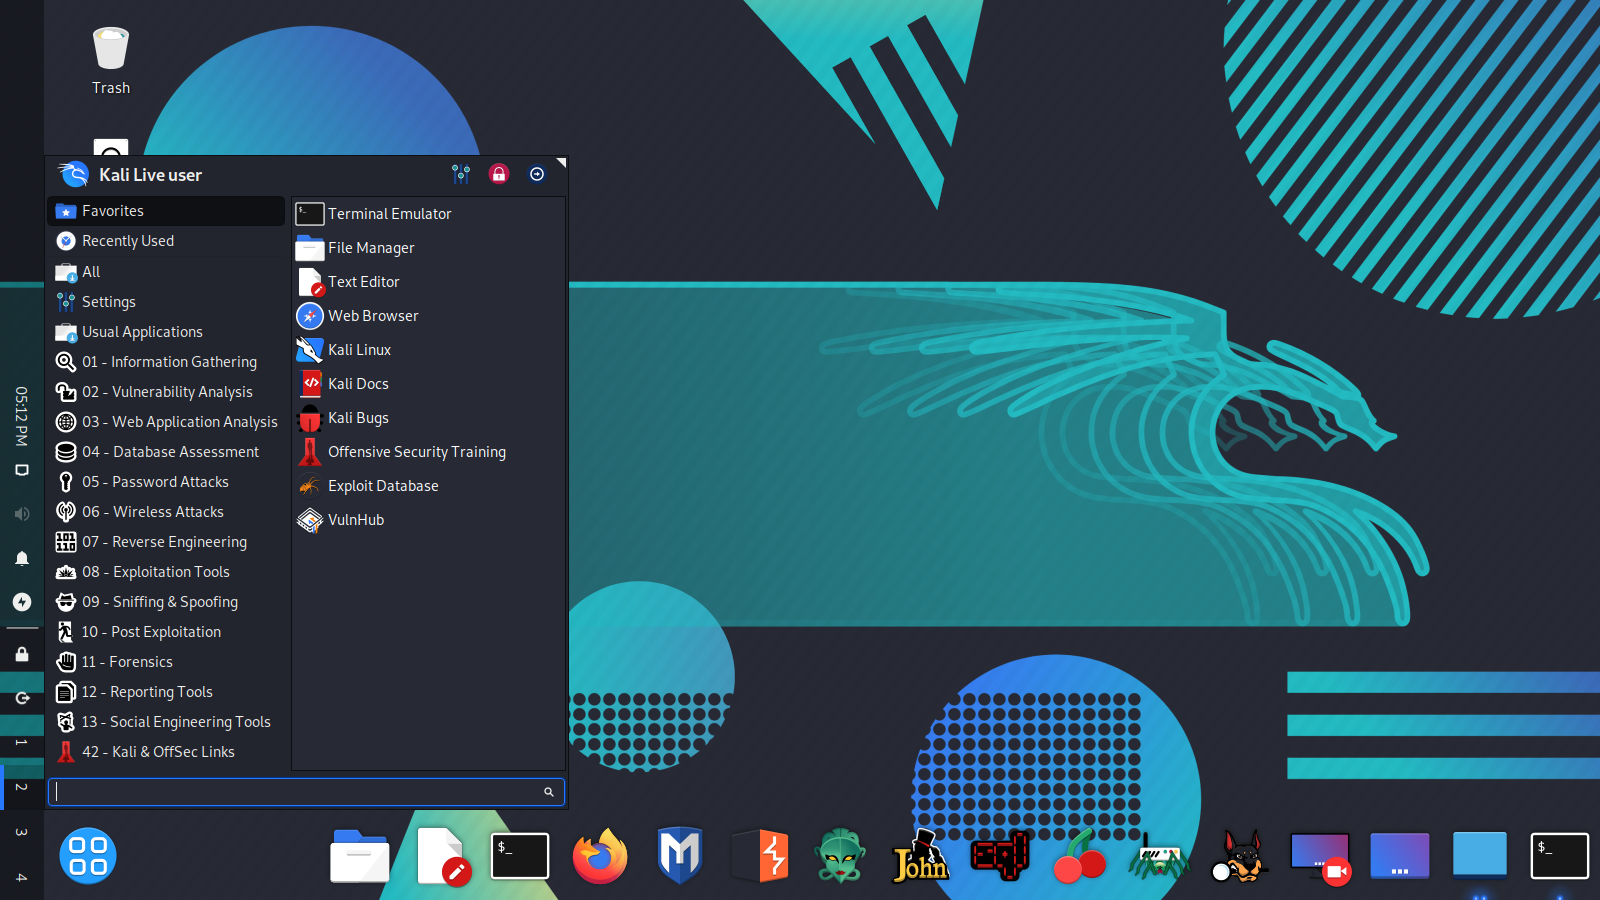 Trash
Kali Live user
Favorites
Recently Used
All
Settings
Usual Applications
01 - Information Gathering
02 - Vulnerability Analysis
03 - Web Application Analysis
04 - Database Assessment
05 - Password Attacks
06 - Wireless Attacks
07 - Reverse Engineering
08 - Exploitation Tools
09 - Sniffing & Spoofing
10 - Post Exploitation
11 - Forensics
12 - Reporting Tools
13 - Social Engineering Tools
42 - Kali & OffSec Links
Terminal Emulator
File Manager
Text Editor
Web Browser
Kali Linux
Kali Docs
Kali Bugs
Offensive Security Training
Exploit Database
VulnHub
05:12 PM
1
2
3
4
$_
John
$_